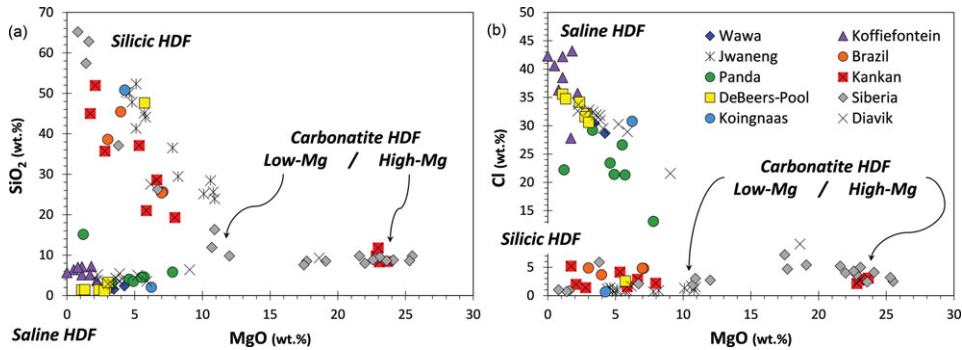 (a)
SiO2 (wt.%)
80
70
60
50
40
30
20
10
0
Silicic HDF
Carbonatite HDF
Low-Mg / High-Mg
Saline HDF
0 5 10 15 20 25 30
MgO (wt.%)
(b)
Cl (wt.%)
50
45
40
35
30
25
20
15
10
5
0
Saline HDF
Wawa
Koffiefontein
Jwaneng
Brazil
Panda
Kankan
DeBeers-Pool
Siberia
Koingnaas
Diavik
Carbonatite HDF
Low-Mg / High-Mg
Silicic HDF
0 5 10 15 20 25 30
MgO (wt.%)